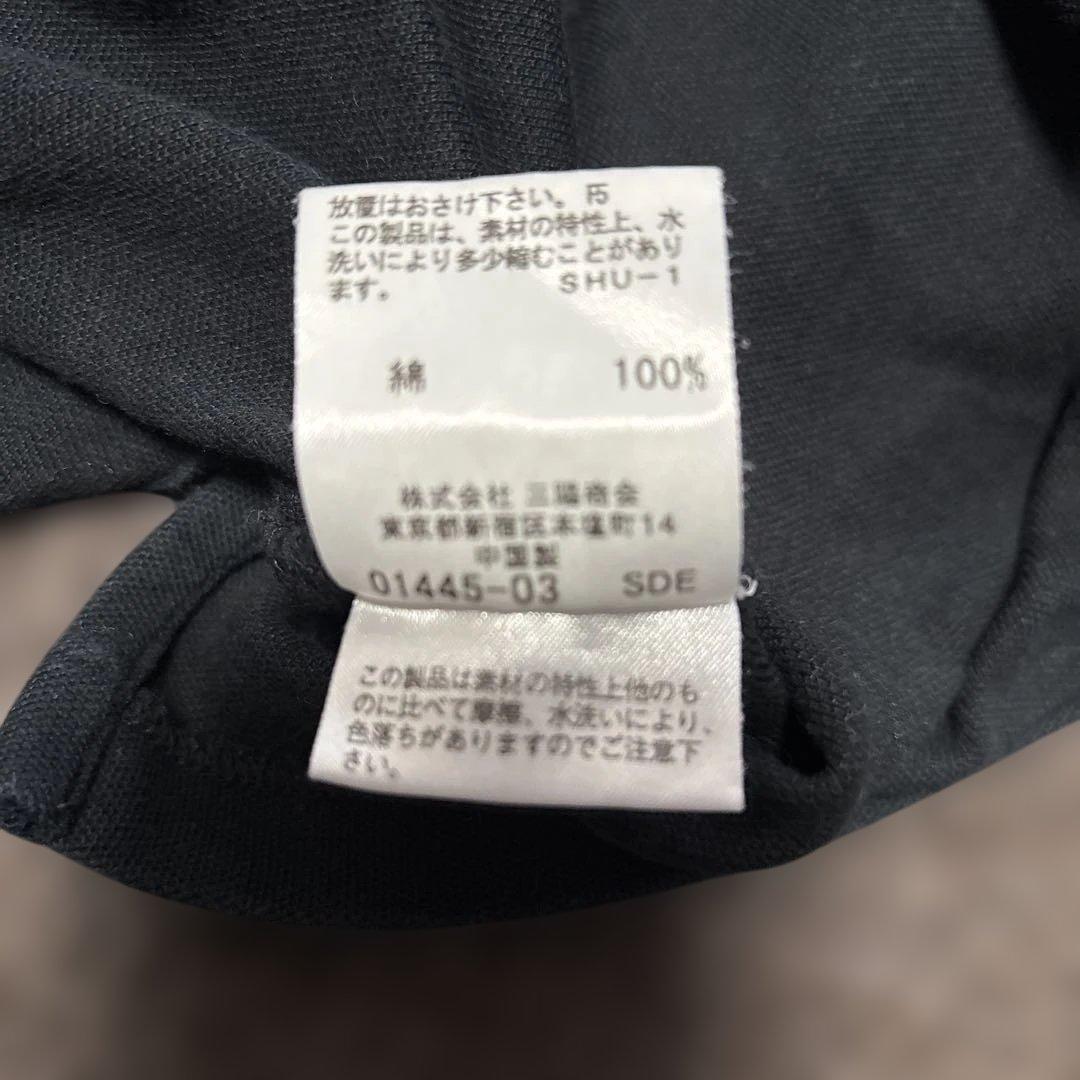 放置はおさけ下さい。F5
この製品は、素材の特性上、水
洗いにより多少縮むことがあり
ます。 SHU-1
綿 100%
株式会社 三陽商会
東京都新宿区本塩町14
中国製
01445-03 SDE
この製品は素材の特性上他のも
のに比べて摩擦、水洗いにより、
色落ちがありますのでご注意下
さい。